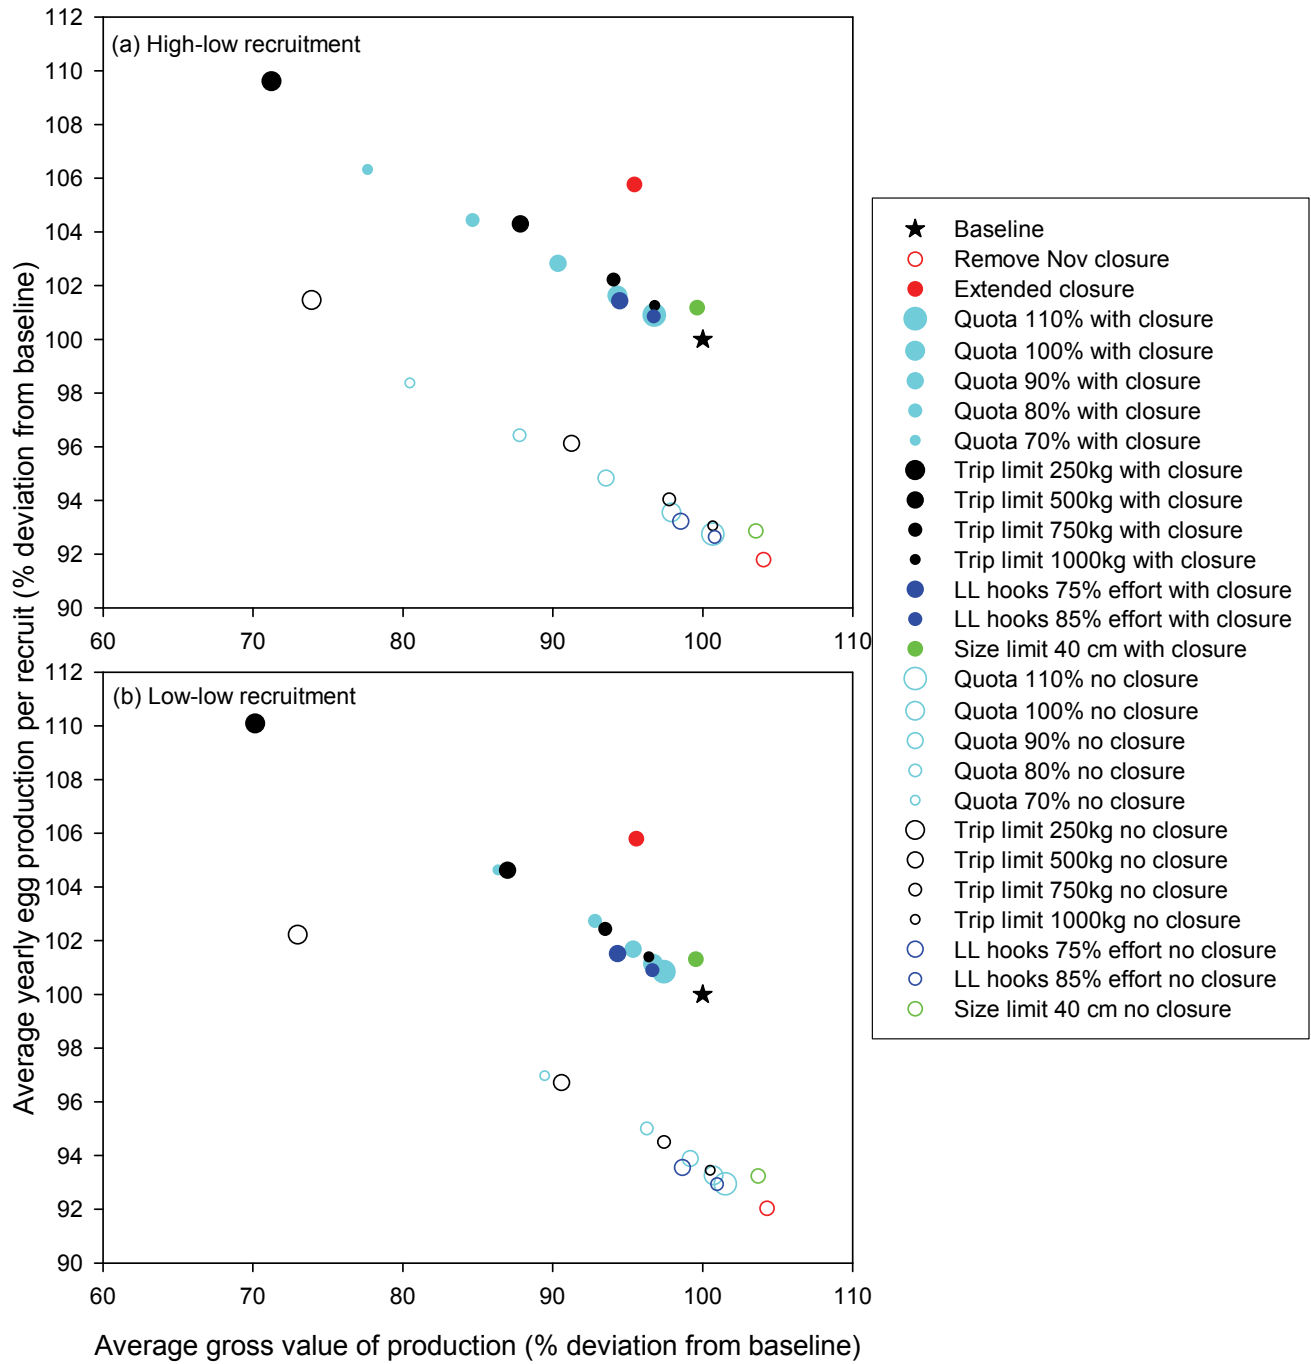 Average yearly egg production per recruit (% deviation from baseline)
112
(a) High-low recruitment
110
108
106
104
102
100
98
96
94
92
90
60
70
80
90
100
110
112
(b) Low-low recruitment
110
108
106
104
102
100
98
96
94
92
90
60
70
80
90
100
110
Average gross value of production (% deviation from baseline)
Baseline
Remove Nov closure
Extended closure
Quota 110% with closure
Quota 100% with closure
Quota 90% with closure
Quota 80% with closure
Quota 70% with closure
Trip limit 250kg with closure
Trip limit 500kg with closure
Trip limit 750kg with closure
Trip limit 1000kg with closure
LL hooks 75% effort with closure
LL hooks 85% effort with closure
Size limit 40 cm with closure
Quota 110% no closure
Quota 100% no closure
Quota 90% no closure
Quota 80% no closure
Quota 70% no closure
Trip limit 250kg no closure
Trip limit 500kg no closure
Trip limit 750kg no closure
Trip limit 1000kg no closure
LL hooks 75% effort no closure
LL hooks 85% effort no closure
Size limit 40 cm no closure